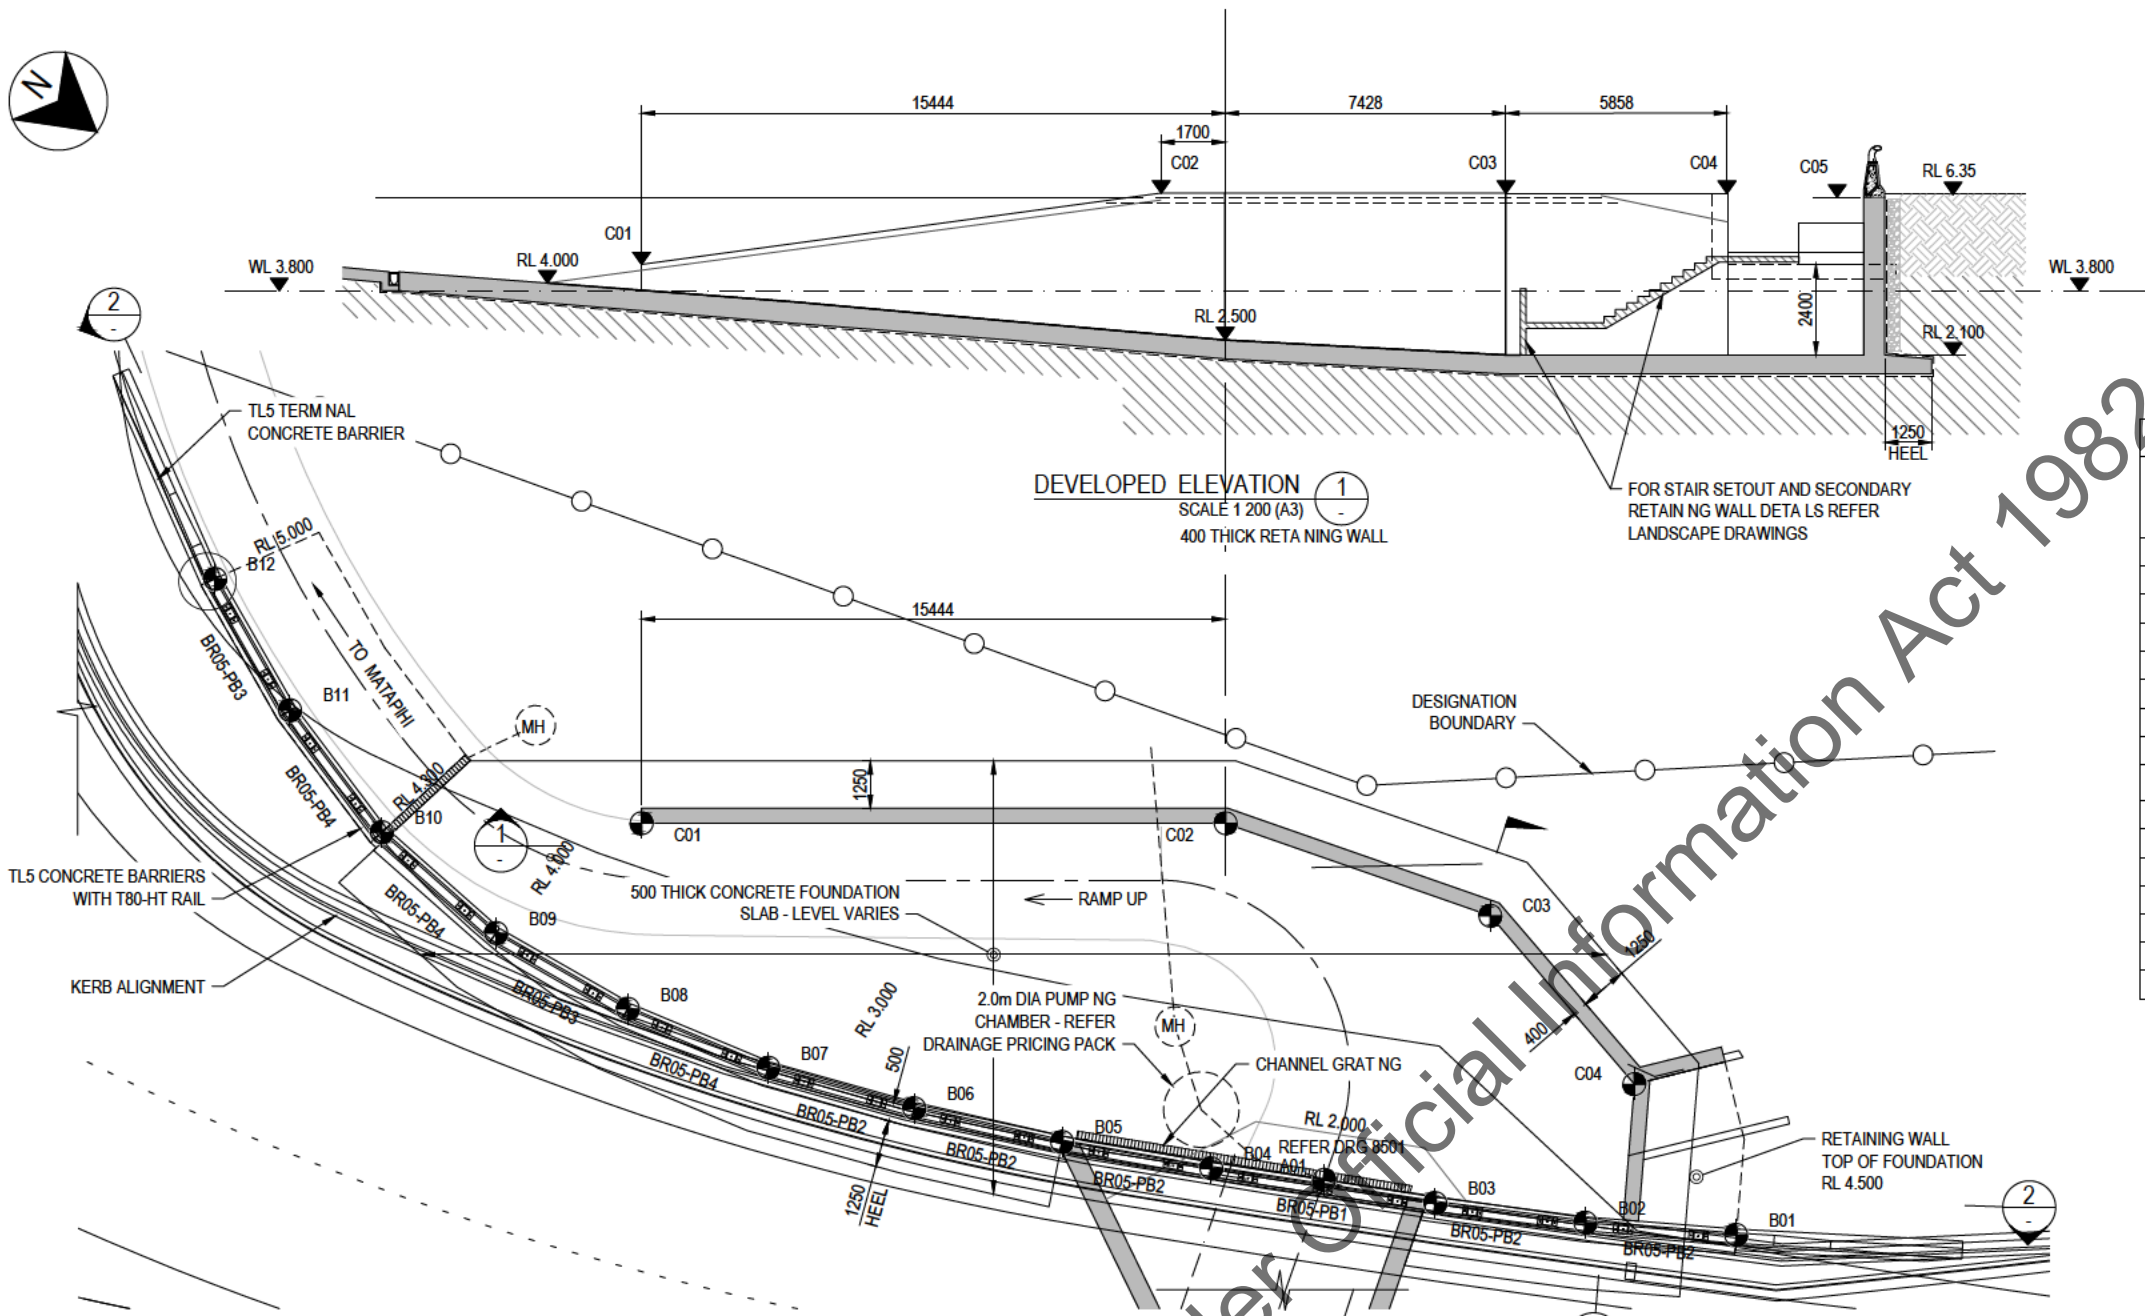 N
15444
7428
5858
1700
C02
C03
C04
C05
RL 6.35
C01
RL 4.000
WL 3.800
WL 3.800
RL 2.500
2400
RL 2.100
1250
HEEL
2
-
TL5 TERM NAL
CONCRETE BARRIER
DEVELOPED ELEVATION
1
-
SCALE 1 200 (A3)
400 THICK RETA NING WALL
FOR STAIR SETOUT AND SECONDARY
RETAIN NG WALL DETA LS REFER
LANDSCAPE DRAWINGS
RL 5.000
B12
15444
TO MATAPIHI
BR05-PB3
B11
MH
DESIGNATION
BOUNDARY
BR05-PB4
RL 4.300
B10
1250
1
-
C01
C02
RL 4.000
TL5 CONCRETE BARRIERS
WITH T80-HT RAIL
BR05-PB4
500 THICK CONCRETE FOUNDATION
SLAB - LEVEL VARIES
RAMP UP
C03
B09
1250
KERB ALIGNMENT
BR05-PB3
B08
RL 3.000
2.0m DIA PUMP NG
CHAMBER - REFER
DRAINAGE PRICING PACK
MH
400
B07
500
CHANNEL GRAT NG
C04
BR05-PB4
B06
BR05-PB2
B05
RL 2.000
REFER DRG 8501
B04
A01
BR05-PB2
BR05-PB2
RETAINING WALL
TOP OF FOUNDATION
RL 4.500
1250
HEEL
BR05-PB1
B03
BR05-PB2
B02
BR05-PB2
B01
2
-
der Official Information Act 1982